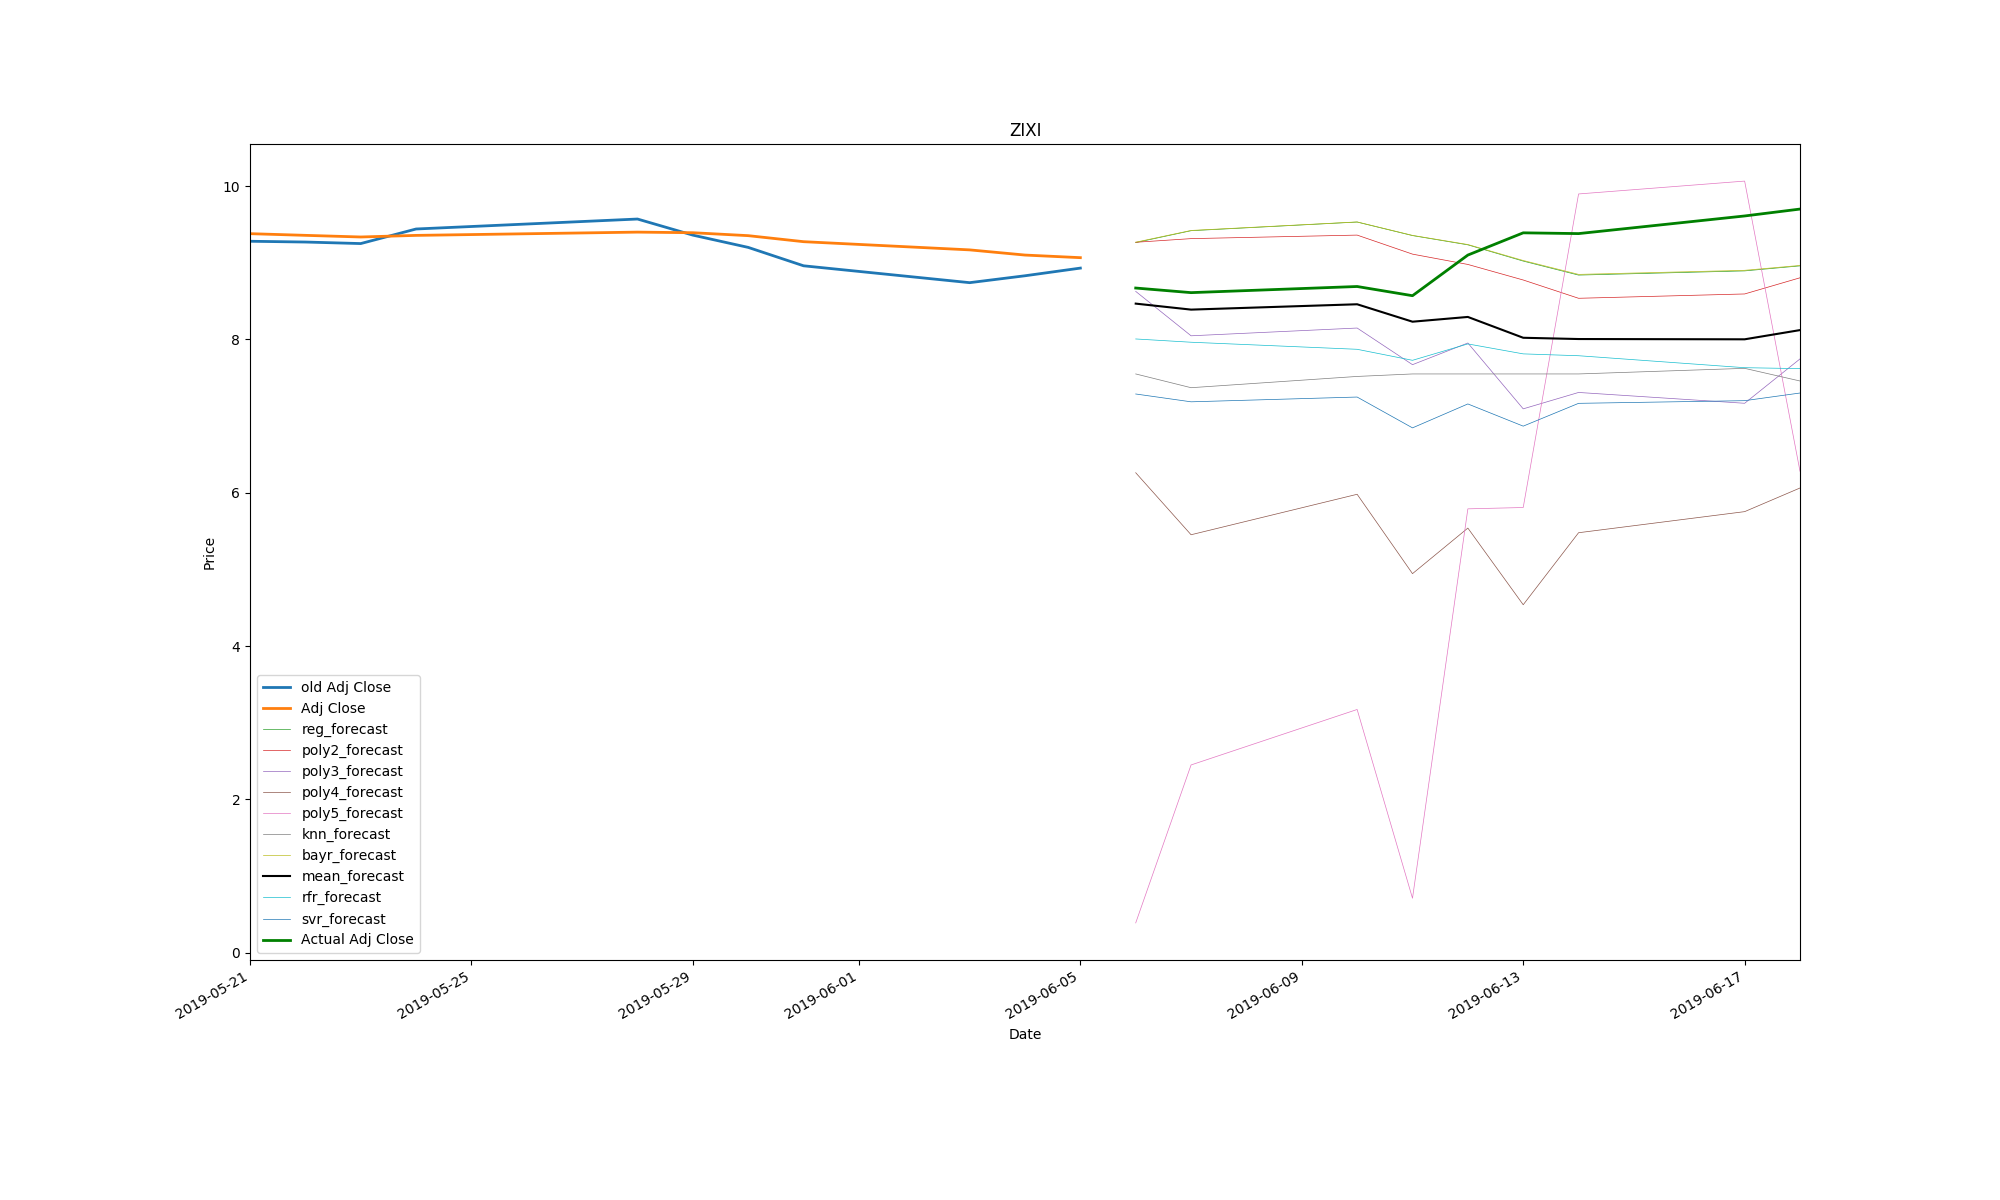 ZIXI
10
8
6
4
2
0
Price
old Adj Close
Adj Close
reg_forecast
poly2_forecast
poly3_forecast
poly4_forecast
poly5_forecast
knn_forecast
bayr_forecast
mean_forecast
rfr_forecast
svr_forecast
Actual Adj Close
2019-05-21
2019-05-25
2019-05-29
2019-06-01
2019-06-05
2019-06-09
2019-06-13
2019-06-17
Date